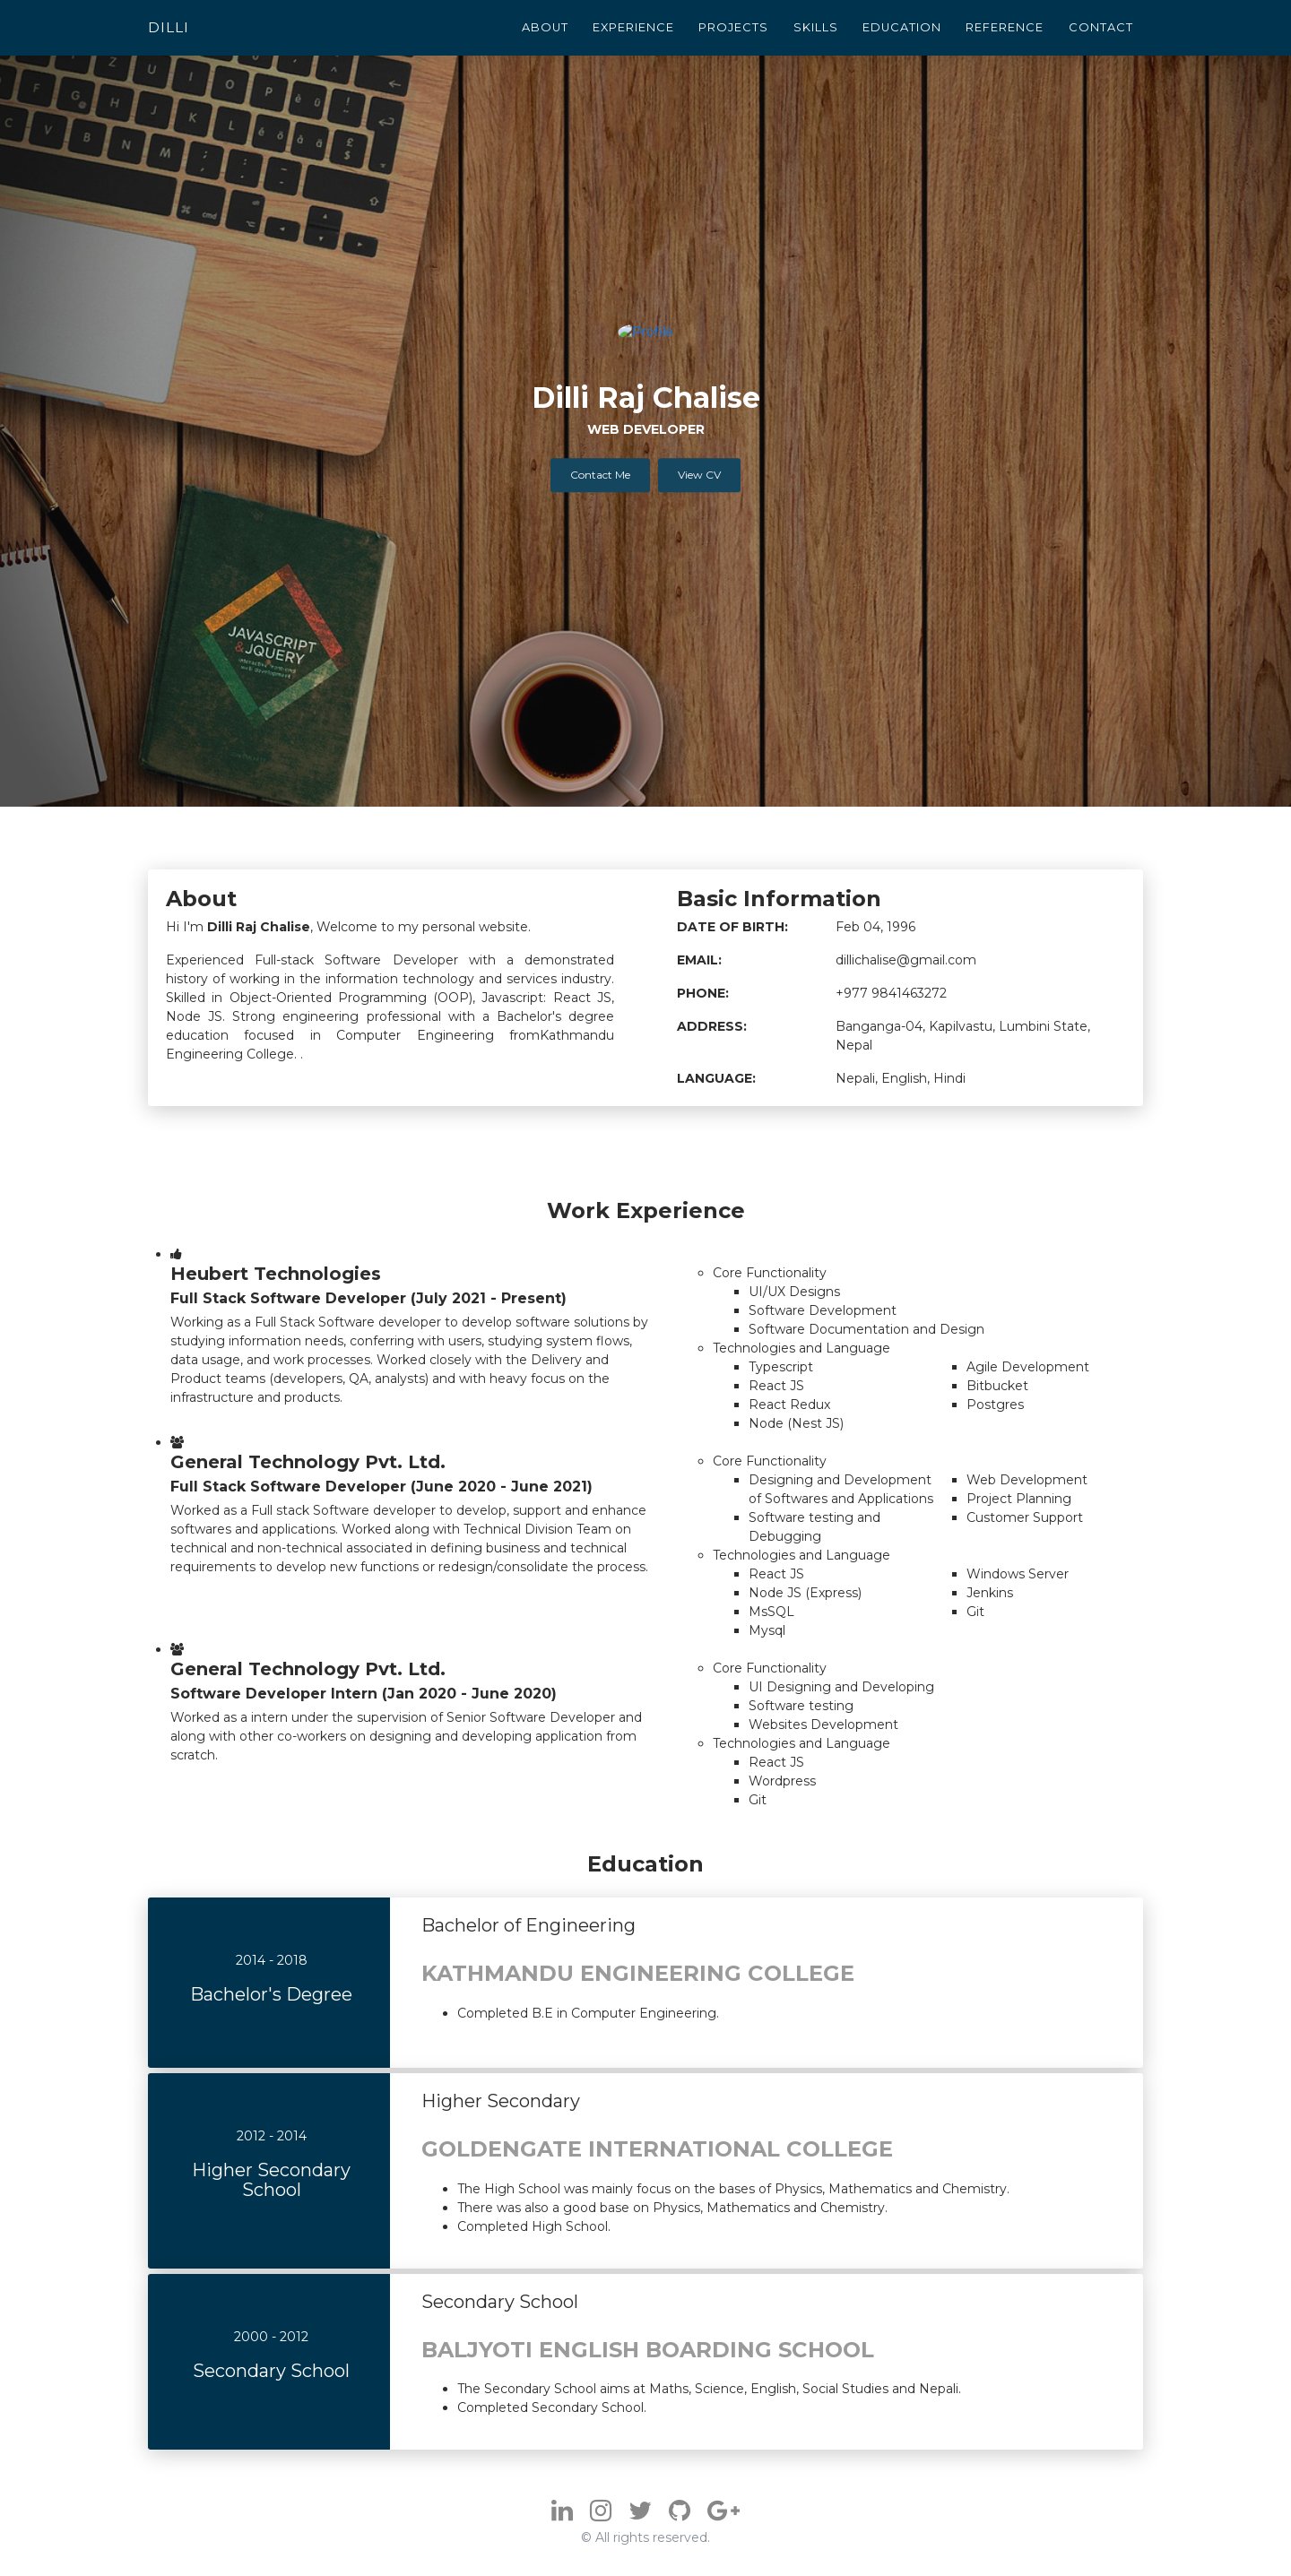 DILLI
ABOUT EXPERIENCE PROJECTS SKILLS EDUCATION REFERENCE CONTACT
Profile
Dilli Raj Chalise
WEB DEVELOPER
Contact Me View CV
JAVASCRIPT
& JQUERY
About
Hi I'm Dilli Raj Chalise, Welcome to my personal website.
Experienced Full-stack Software Developer with a demonstrated
history of working in the information technology and services industry.
Skilled in Object-Oriented Programming (OOP), Javascript: React JS,
Node JS. Strong engineering professional with a Bachelor's degree
education focused in Computer Engineering fromKathmandu
Engineering College. .
Basic Information
DATE OF BIRTH: Feb 04, 1996
EMAIL: dillichalise@gmail.com
PHONE: +977 9841463272
ADDRESS: Banganga-04, Kapilvastu, Lumbini State,
Nepal
LANGUAGE: Nepali, English, Hindi
Work Experience
Heubert Technologies
Full Stack Software Developer (July 2021 - Present)
Working as a Full Stack Software developer to develop software solutions by
studying information needs, conferring with users, studying system flows,
data usage, and work processes. Worked closely with the Delivery and
Product teams (developers, QA, analysts) and with heavy focus on the
infrastructure and products.
Core Functionality
UI/UX Designs
Software Development
Software Documentation and Design
Technologies and Language
Typescript
React JS
React Redux
Node (Nest JS)
Agile Development
Bitbucket
Postgres
General Technology Pvt. Ltd.
Full Stack Software Developer (June 2020 - June 2021)
Worked as a Full stack Software developer to develop, support and enhance
softwares and applications. Worked along with Technical Division Team on
technical and non-technical associated in defining business and technical
requirements to develop new functions or redesign/consolidate the process.
Core Functionality
Designing and Development
of Softwares and Applications
Software testing and
Debugging
Web Development
Project Planning
Customer Support
Technologies and Language
React JS
Node JS (Express)
MsSQL
Mysql
Windows Server
Jenkins
Git
General Technology Pvt. Ltd.
Software Developer Intern (Jan 2020 - June 2020)
Worked as a intern under the supervision of Senior Software Developer and
along with other co-workers on designing and developing application from
scratch.
Core Functionality
UI Designing and Developing
Software testing
Websites Development
Technologies and Language
React JS
Wordpress
Git
Education
2014 - 2018
Bachelor's Degree
Bachelor of Engineering
KATHMANDU ENGINEERING COLLEGE
Completed B.E in Computer Engineering.
2012 - 2014
Higher Secondary
School
Higher Secondary
GOLDENGATE INTERNATIONAL COLLEGE
The High School was mainly focus on the bases of Physics, Mathematics and Chemistry.
There was also a good base on Physics, Mathematics and Chemistry.
Completed High School.
2000 - 2012
Secondary School
Secondary School
BALJYOTI ENGLISH BOARDING SCHOOL
The Secondary School aims at Maths, Science, English, Social Studies and Nepali.
Completed Secondary School.
© All rights reserved.